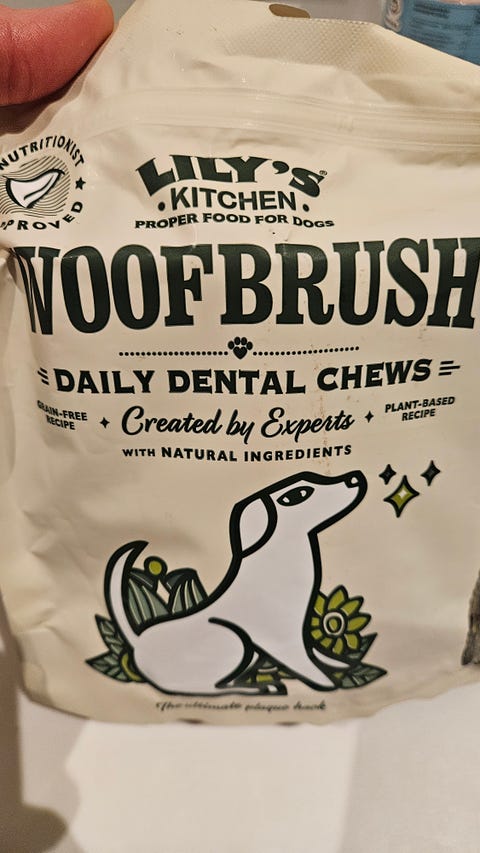 NUTRITIONIST
LILY'S®
KITCHEN
PROPER FOOD FOR DOGS
WOOFBRUSH
DAILY DENTAL CHEWS
GRAIN-FREE
RECIPE
Created by Experts
PLANT-BASED
RECIPE
WITH NATURAL INGREDIENTS
The ultimate plaque hack